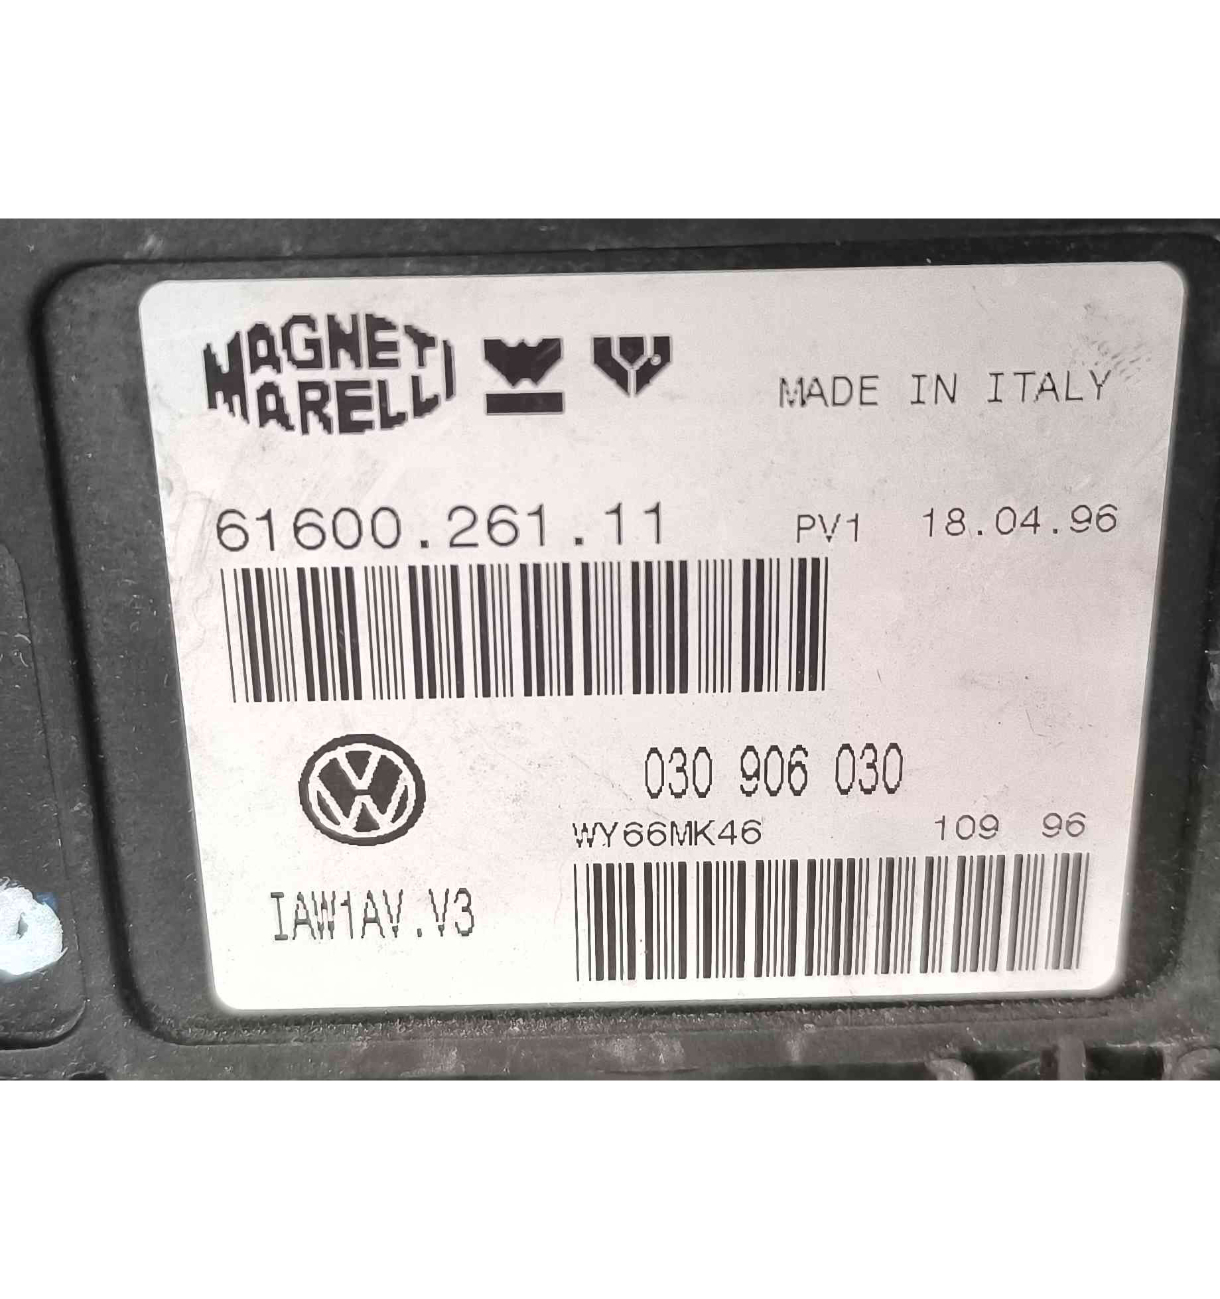 MAGNETI
MARELLI
MADE IN ITALY
61600.261.11 PV1 18.04.96
030 906 030
WY66MK46 109 96
IAW1AV.V3